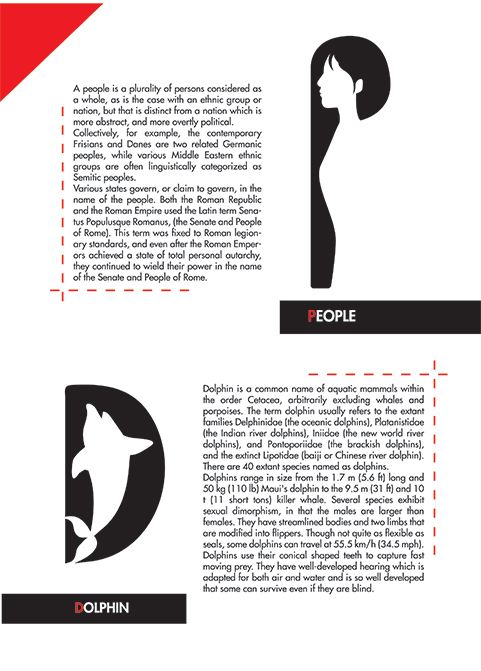 A people is a plurality of persons considered as
a whole, as is the case with an ethnic group or
nation, but that is distinct from a nation which is
more abstract, and more overtly political.
Collectively, for example, the contemporary
Frisians and Danes are two related Germanic
peoples, while various Middle Eastern ethnic
groups are often linguistically categorized as
Semitic peoples.
Various states govern, or claim to govern, in the
name of the people. Both the Roman Republic
and the Roman Empire used the Latin term Sena-
tus Populusque Romanus, (the Senate and People
of Rome). This term was fixed to Roman legion-
ary standards, and even after the Roman Emper-
ors achieved a state of total personal autarchy,
they continued to wield their power in the name
of the Senate and People of Rome.
PEOPLE
Dolphin is a common name of aquatic mammals within
the order Cetacea, arbitrarily excluding whales and
porpoises. The term dolphin usually refers to the extant
families Delphinidae (the oceanic dolphins), Platanistidae
(the Indian river dolphins), Iniidae (the new world river
dolphins), and Pontoporiidae (the brackish dolphins),
and the extinct Lipotidae (baiji or Chinese river dolphin).
There are 40 extant species named as dolphins.
Dolphins range in size from the 1.7 m (5.6 ft) long and
50 kg (110 lb) Maui's dolphin to the 9.5 m (31 ft) and 10
t (11 short tons) killer whale. Several species exhibit
sexual dimorphism, in that the males are larger than
females. They have streamlined bodies and two limbs that
are modified into flippers. Though not quite as flexible as
seals, some dolphins can travel at 55.5 km/h (34.5 mph).
Dolphins use their conical shaped teeth to capture fast
moving prey. They have well-developed hearing which is
adapted for both air and water and is so well developed
that some can survive even if they are blind.
DOLPHIN